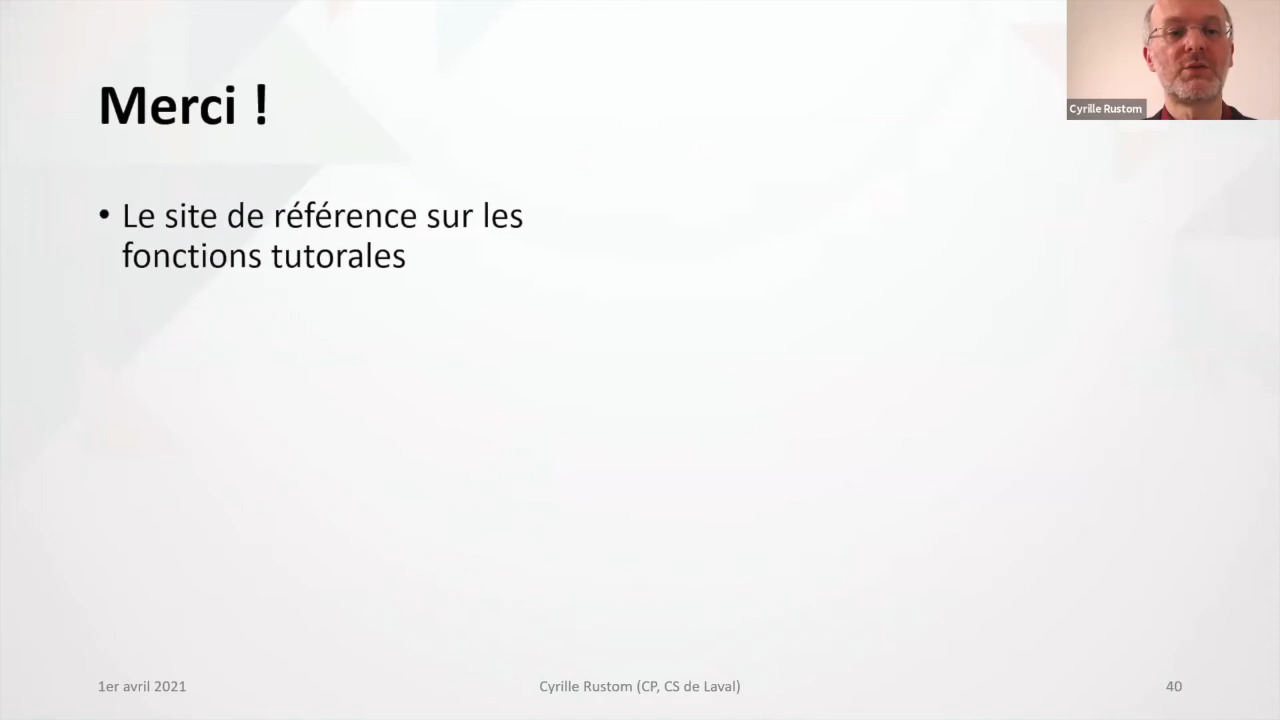 Merci !
Cyrille Rustom
• Le site de référence sur les
fonctions tutorales
1er avril 2021
Cyrille Rustom (CP, CS de Laval)
40